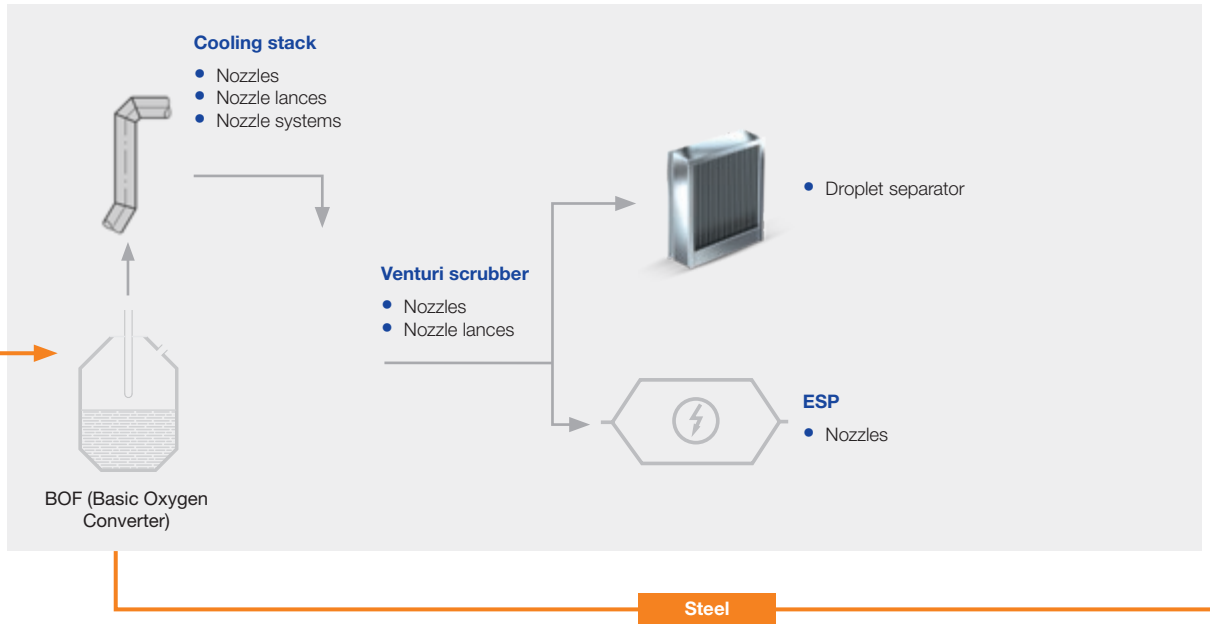 Cooling stack
• Nozzles
• Nozzle lances
• Nozzle systems
• Droplet separator
Venturi scrubber
• Nozzles
• Nozzle lances
ESP
• Nozzles
BOF (Basic Oxygen
Converter)
Steel